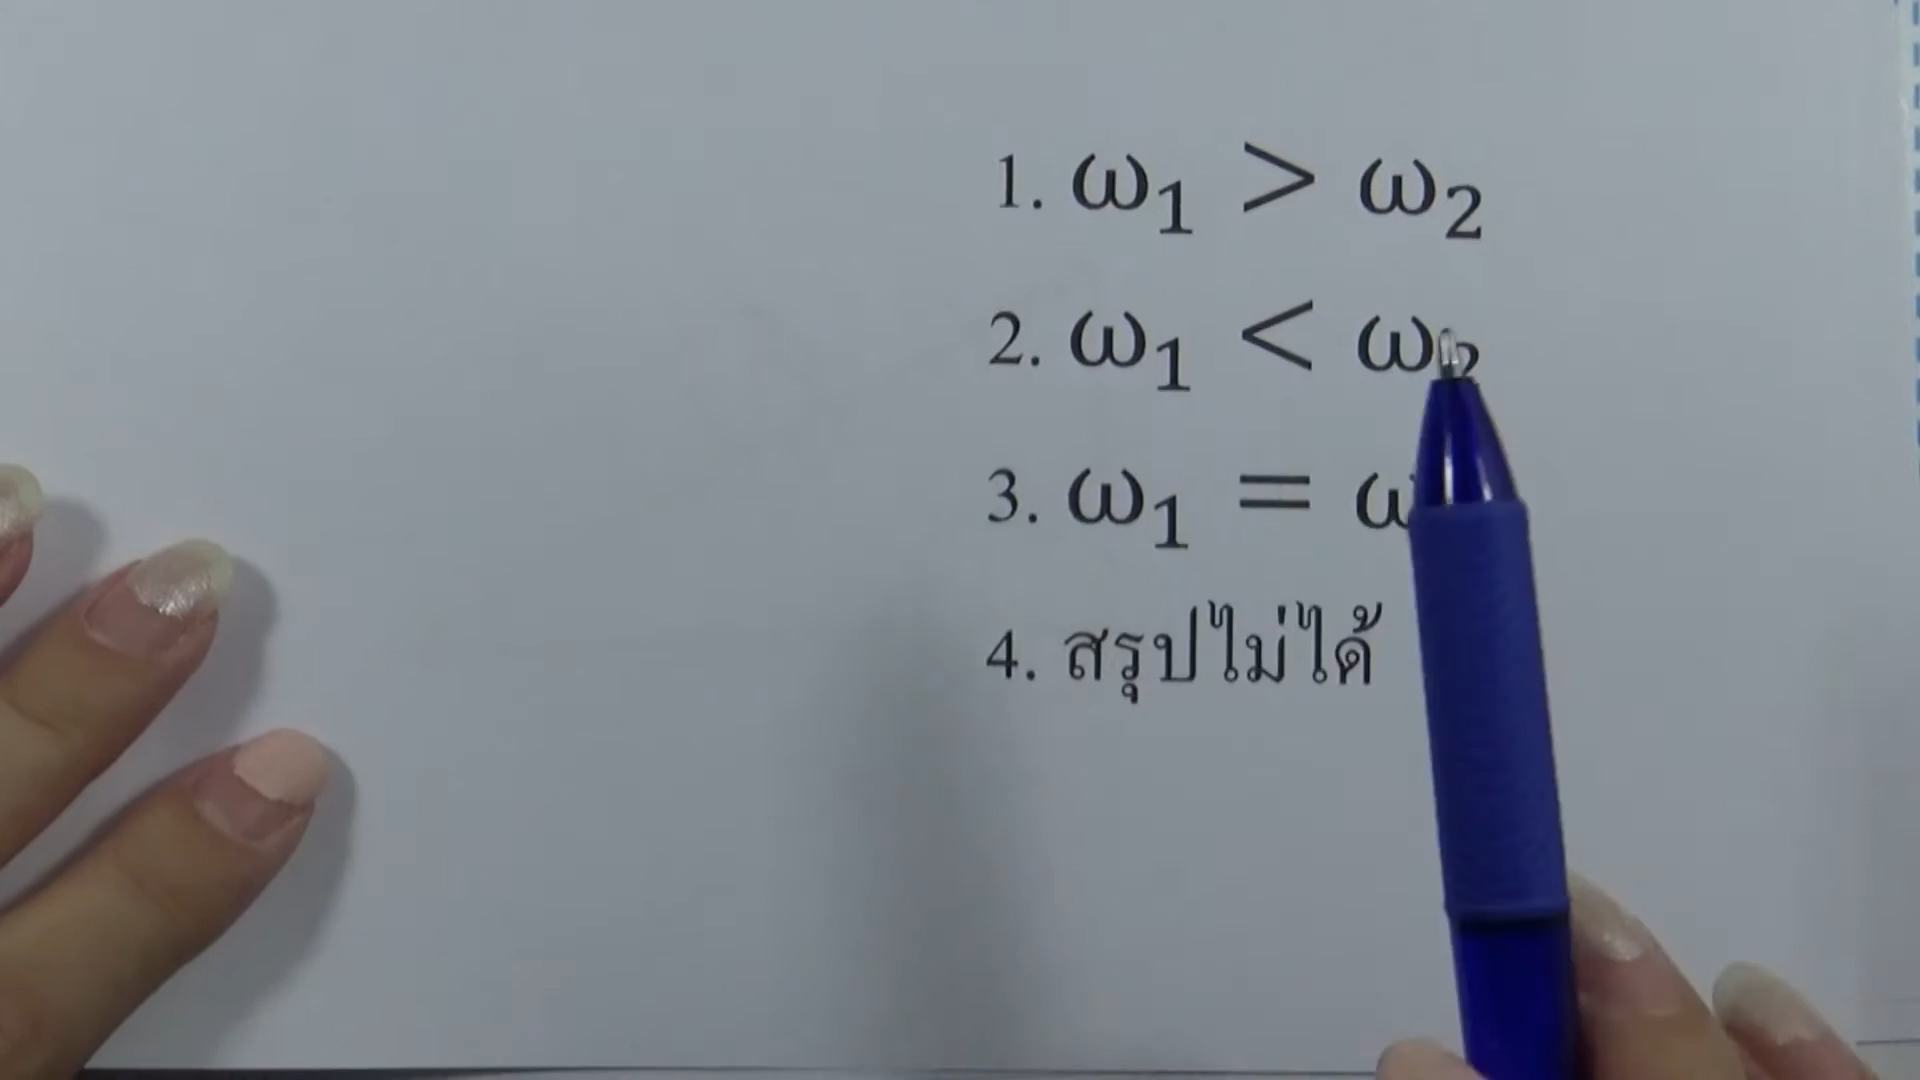 1. ω₁ > ω₂
2. ω₁ < ω₂
3. ω₁ = ω
4. สรุปไม่ได้